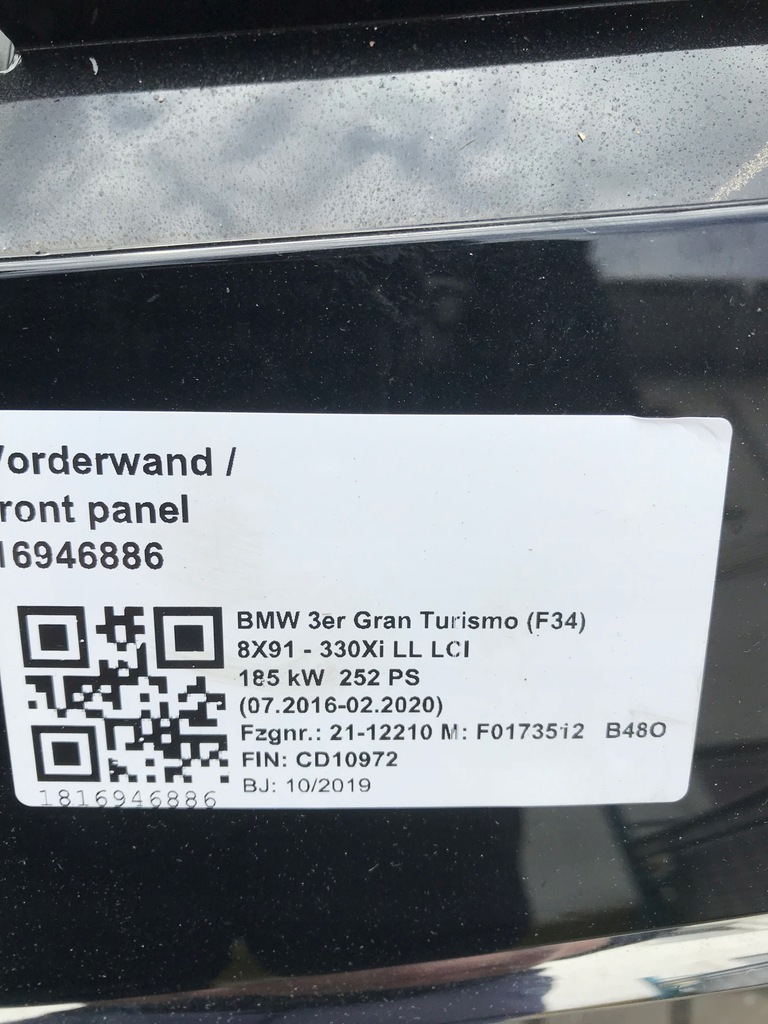 Vorderwand /
ront panel
16946886
BMW 3er Gran Turismo (F34)
8X91 - 330Xi LL LCI
185 kW 252 PS
(07.2016-02.2020)
Fzgnr.: 21-12210 M: F01735i2 B48O
FIN: CD10972
BJ: 10/2019
1816946886